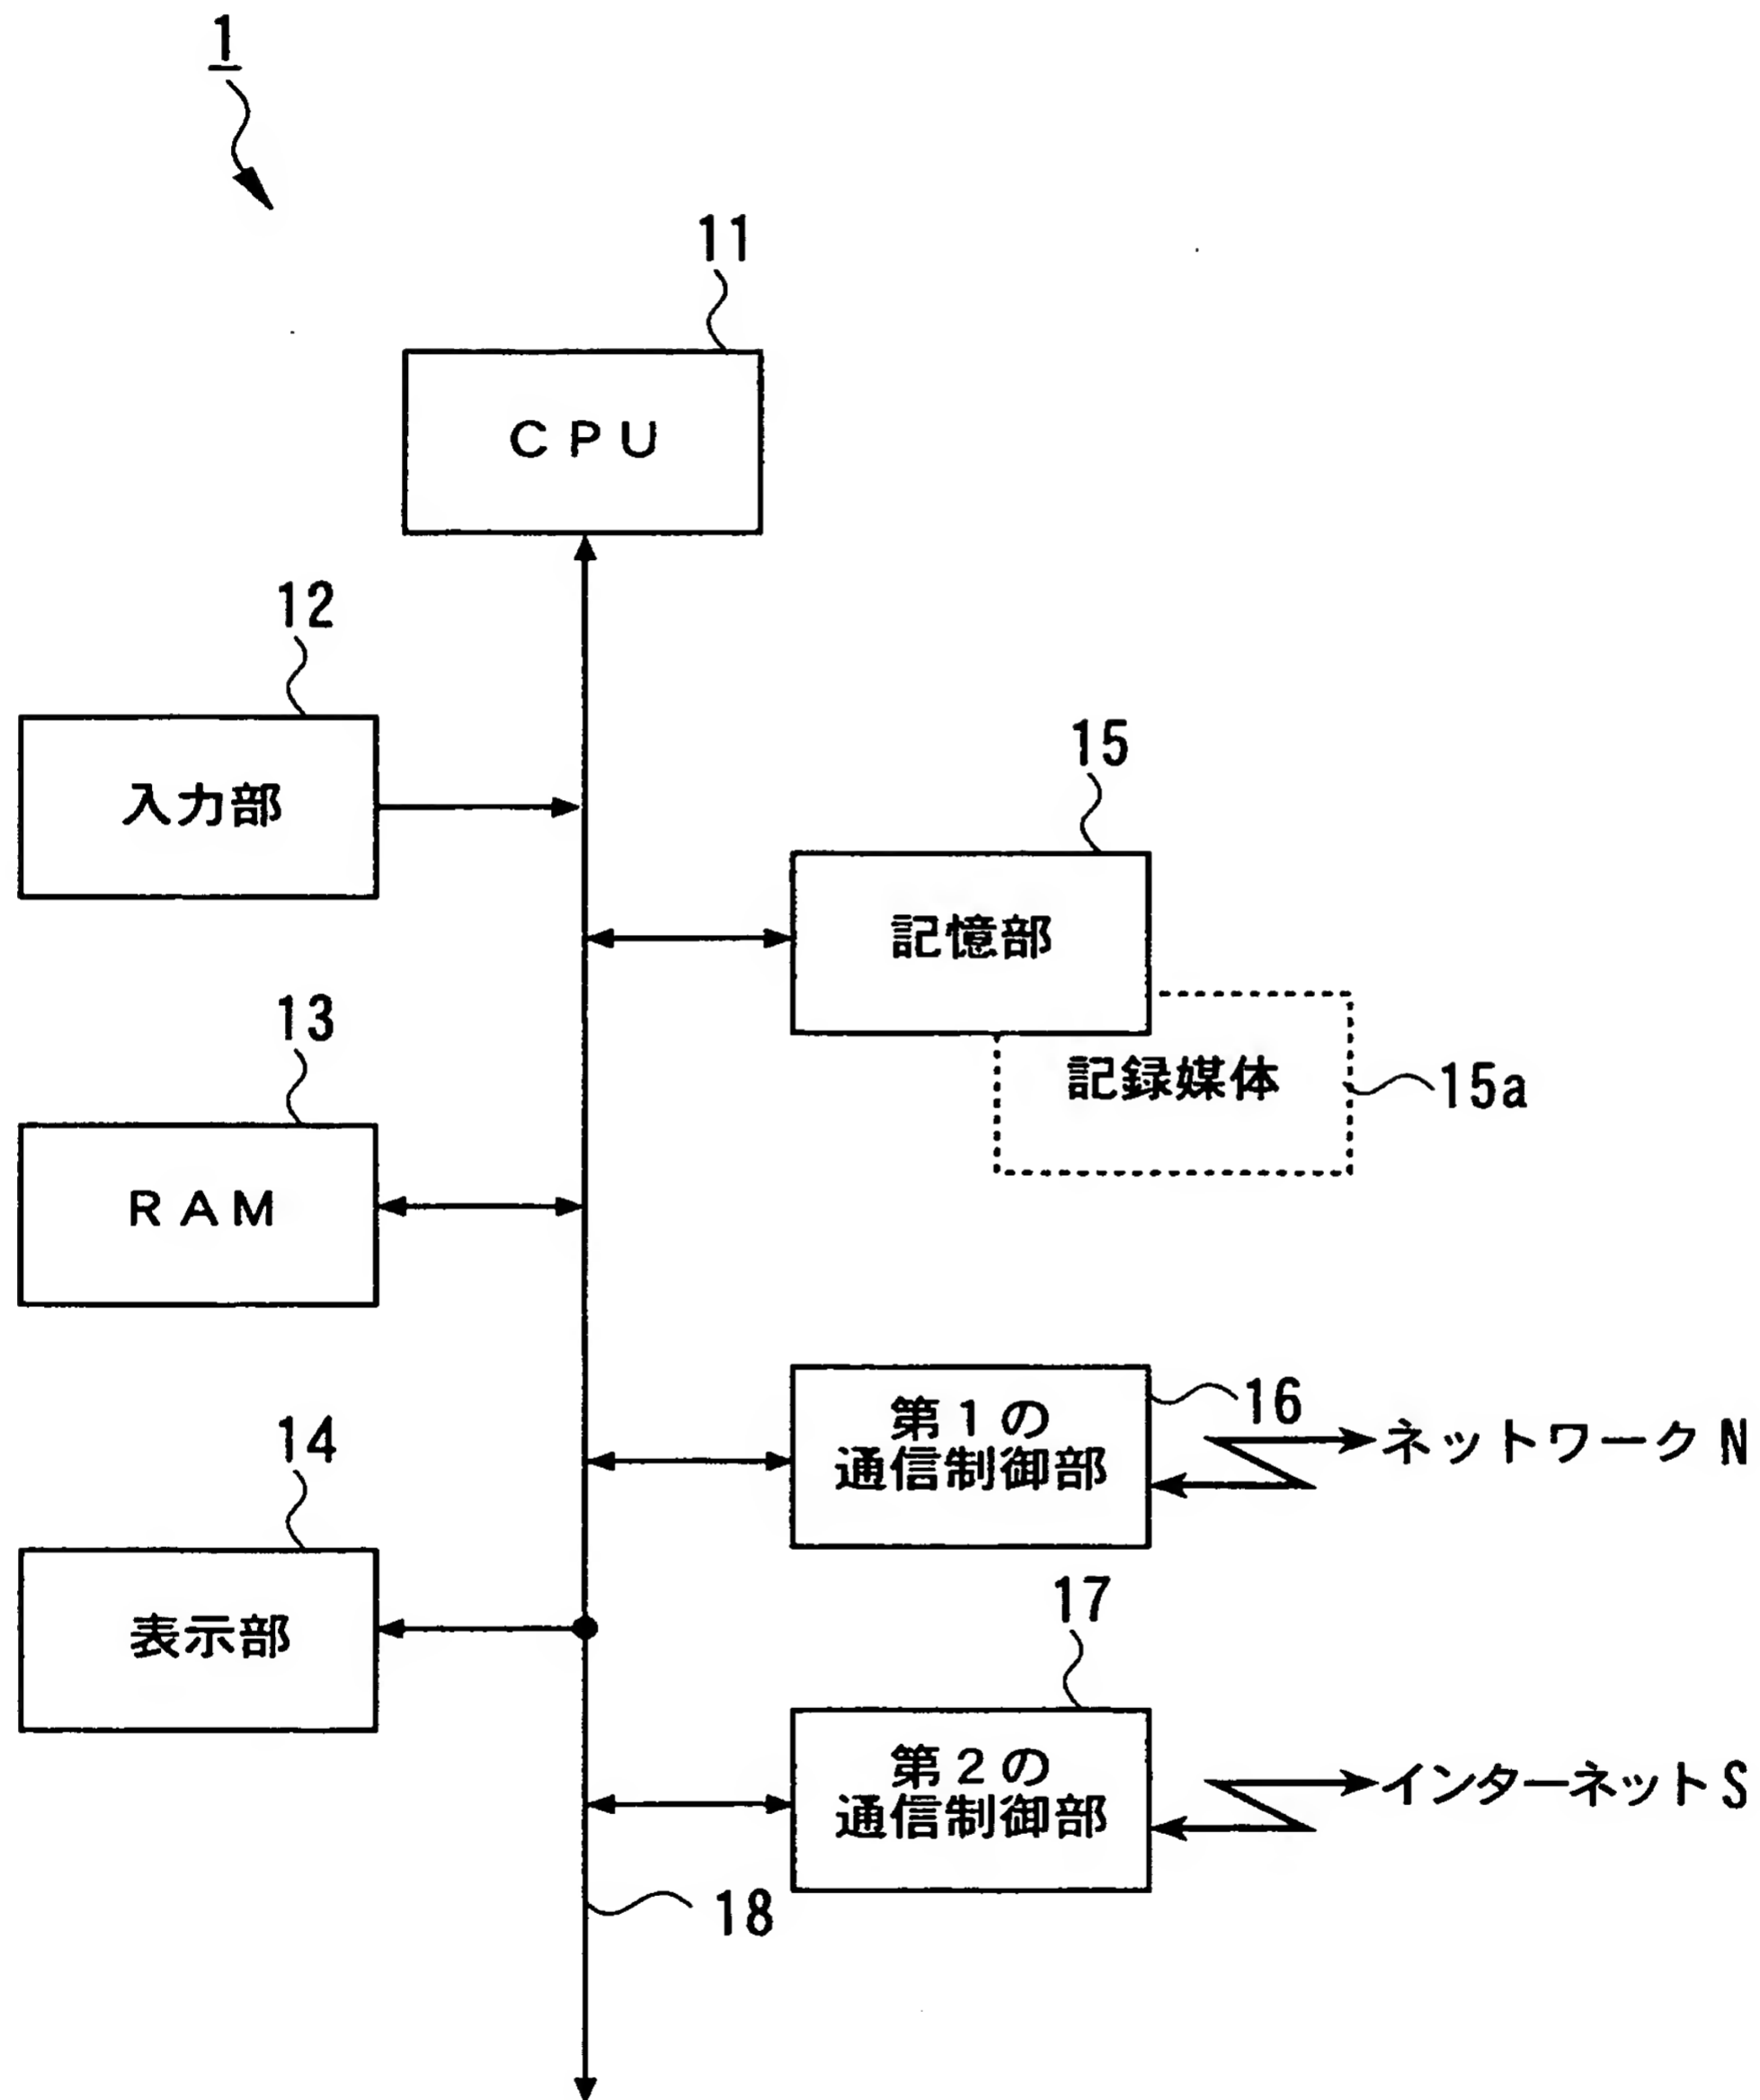 1
11
CPU
12
入力部
15
記憶部
13
記録媒体
15a
RAM
16
第1の
通信制御部
ネットワークN
14
表示部
17
第2の
通信制御部
インターネットS
18